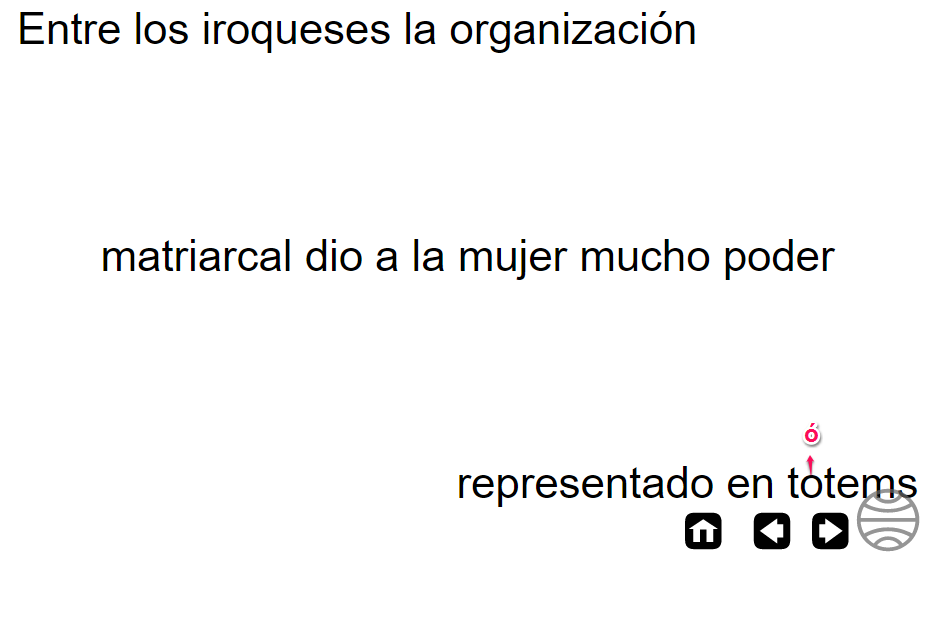 Entre los iroqueses la organización
matriarcal dio a la mujer mucho poder
ó
representado en totems